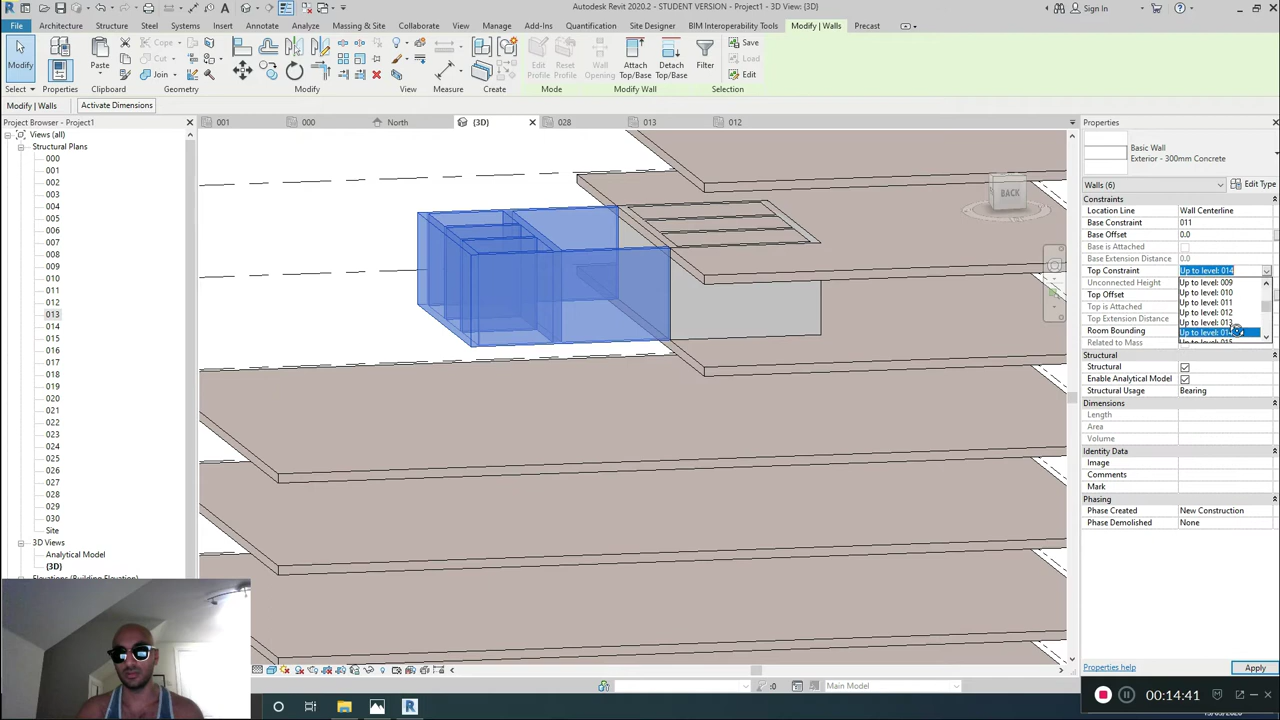 Autodesk Revit 2020.2 - STUDENT VERSION - Project1 - 3D View: {3D}
Sign In
File Architecture Structure Steel Systems Insert Annotate Analyze Massing & Site Collaborate View Manage Add-Ins Quantification Site Designer BIM Interoperability Tools Modify | Walls Precast
Modify
Paste
Cope
Cut
Join
Edit Profile
Reset Profile
Wall Opening
Attach Top/Base
Detach Top/Base
Filter
Save
Load
Edit
Select
Properties
Clipboard
Geometry
Modify
View
Measure
Create
Mode
Modify Wall
Selection
Modify | Walls
Activate Dimensions
Project Browser - Project1
Views (all)
Structural Plans
000
001
002
003
004
005
006
007
008
009
010
011
012
013
014
015
016
017
018
019
020
021
022
023
024
025
026
027
028
029
030
Site
3D Views
Analytical Model
{3D}
Elevations (Building Elevation)
001
000
North
{3D}
028
013
012
BACK
Properties
Basic Wall
Exterior - 300mm Concrete
Walls (6)
Edit Type
Constraints
Location Line Wall Centerline
Base Constraint 011
Base Offset 0.0
Base is Attached
Base Extension Distance 0.0
Top Constraint Up to level: 014
Unconnected Height
Top Offset
Top is Attached
Top Extension Distance
Room Bounding
Related to Mass
Up to level: 009
Up to level: 010
Up to level: 011
Up to level: 012
Up to level: 013
Up to level: 014
Up to level: 015
Structural
Structural
Enable Analytical Model
Structural Usage Bearing
Dimensions
Length
Area
Volume
Identity Data
Image
Comments
Mark
Phasing
Phase Created New Construction
Phase Demolished None
Properties help
Apply
:0
Main Model
00:14:41